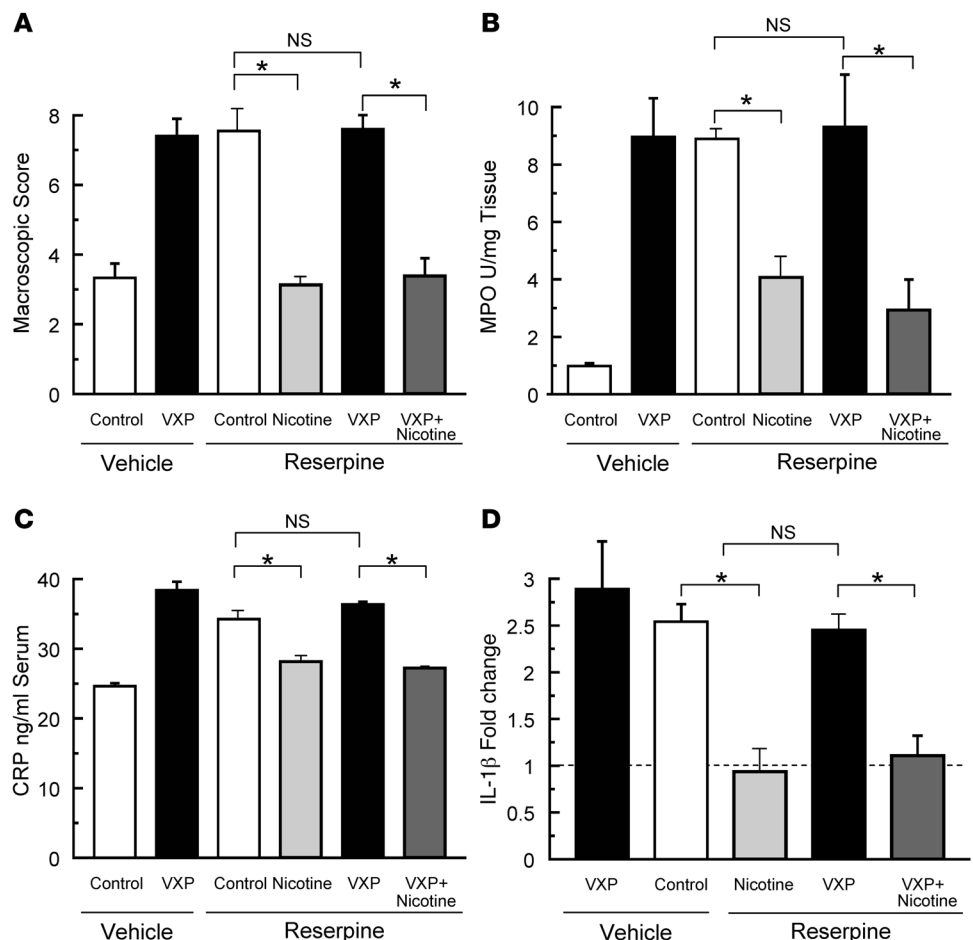 A
NS
*
*
Macroscopic Score
8
6
4
2
0
Control VXP Control Nicotine VXP VXP+ Nicotine
Vehicle Reserpine
B
NS
*
*
MPO U/mg Tissue
10
8
6
4
2
0
Control VXP Control Nicotine VXP VXP+ Nicotine
Vehicle Reserpine
C
NS
*
*
CRP ng/ml Serum
40
30
20
10
0
Control VXP Control Nicotine VXP VXP+ Nicotine
Vehicle Reserpine
D
NS
*
*
IL-1β Fold change
3
2.5
2
1.5
1
0.5
0
VXP Control Nicotine VXP VXP+ Nicotine
Vehicle Reserpine